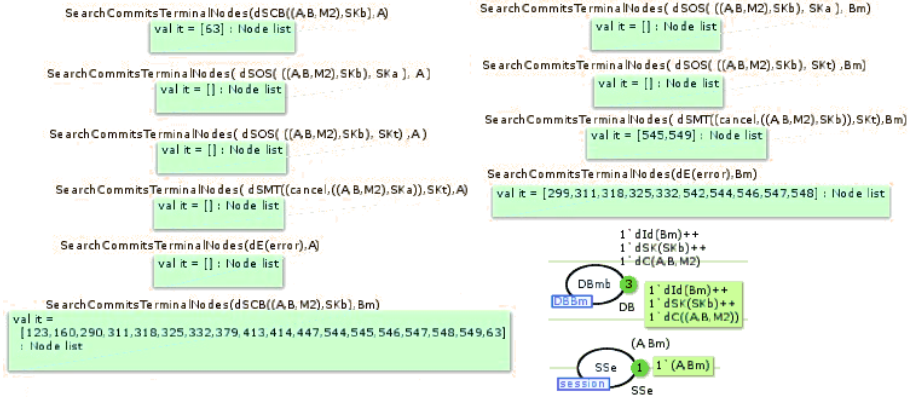 SearchCommitsTerminalNodes(dSCB((A,B,M2),SKb),A)
val it = [63] : Node list
SearchCommitsTerminalNodes( dSOS( ((A,B,M2),SKb), SKa ), A)
val it = [] : Node list
SearchCommitsTerminalNodes( dSOS( ((A,B,M2),SKb), SKt) ,A )
val it = [] : Node list
SearchCommitsTerminalNodes( dSMT((cancel,((A,B,M2),SKa)),SKt),A)
val it = [] : Node list
SearchCommitsTerminalNodes(dE(error),A)
val it = [] : Node list
SearchCommitsTerminalNodes(dSCB((A,B,M2),SKb),Bm)
val it =
[123,160,290,311,318,325,332,379,413,414,447,544,545,546,547,548,549,63]
: Node list
SearchCommitsTerminalNodes( dSOS( ((A,B,M2),SKb), SKa ), Bm)
val it = [] : Node list
SearchCommitsTerminalNodes( dSOS( ((A,B,M2),SKb), SKt) ,Bm)
val it = [] : Node list
SearchCommitsTerminalNodes( dSMT((cancel,((A,B,M2),SKb)),SKt),Bm)
val it = [545,549] : Node list
SearchCommitsTerminalNodes(dE(error),Bm)
val it = [299,311,318,325,332,542,544,546,547,548] : Node list
1`dId(Bm)++
1`dSK(SKb)++
1`dC(A,B,M2))
DBmb
3
DBBm
DB
1`dId(Bm)++
1`dSK(SKb)++
1`dC((A,B,M2))
(A,Bm)
SSe
1
1`(A,Bm)
session
SSe